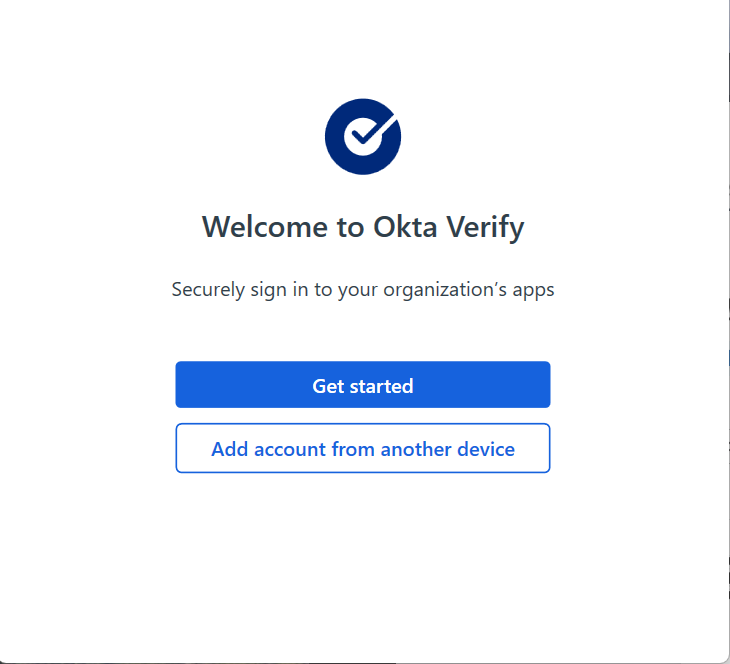 Welcome to Okta Verify
Securely sign in to your organization’s apps
Get started
Add account from another device